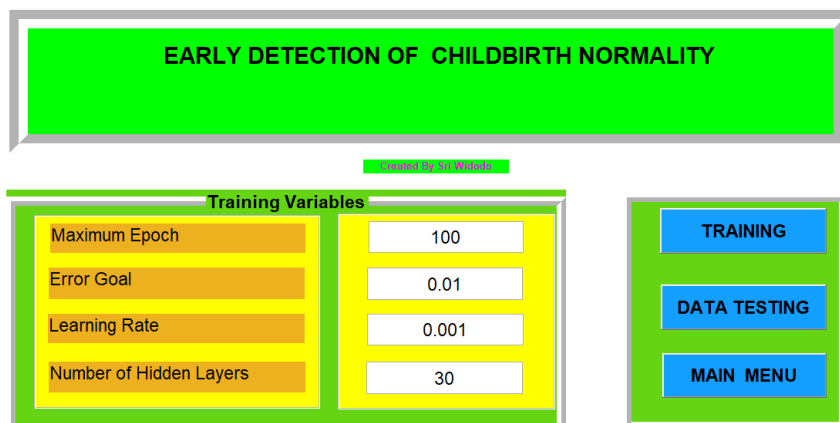 EARLY DETECTION OF CHILDBIRTH NORMALITY
Created By Sri Widodo
Training Variables
Maximum Epoch
100
Error Goal
0.01
Learning Rate
0.001
Number of Hidden Layers
30
TRAINING
DATA TESTING
MAIN MENU